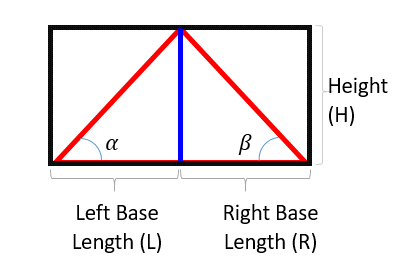 α
β
Height
(H)
Left Base
Length (L)
Right Base
Length (R)